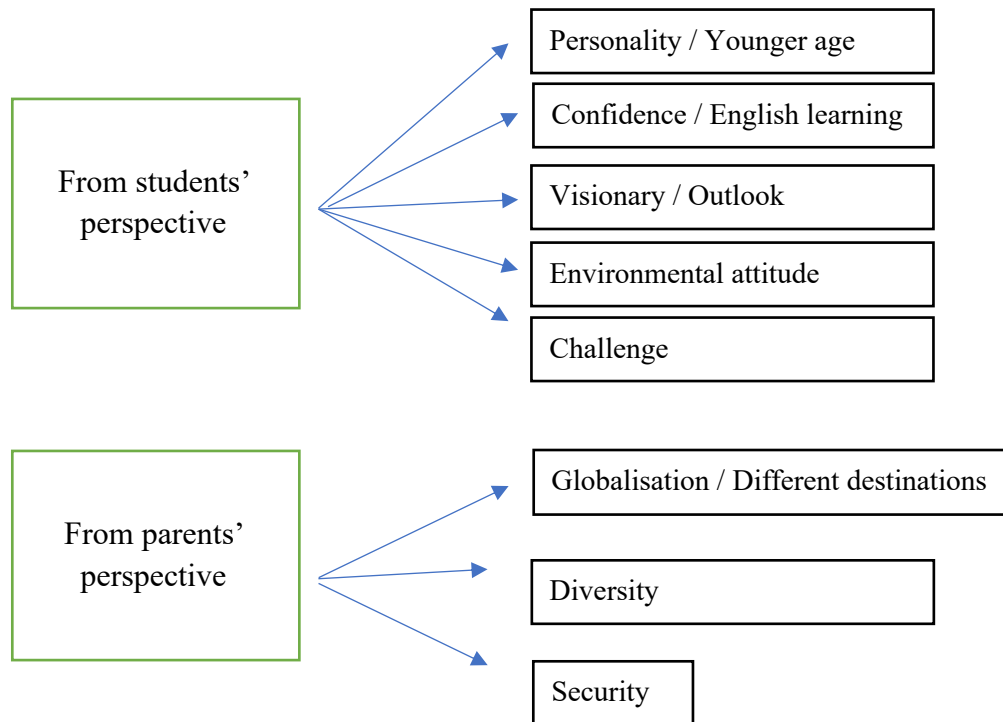 From students’
perspective
Personality / Younger age
Confidence / English learning
Visionary / Outlook
Environmental attitude
Challenge
From parents’
perspective
Globalisation / Different destinations
Diversity
Security